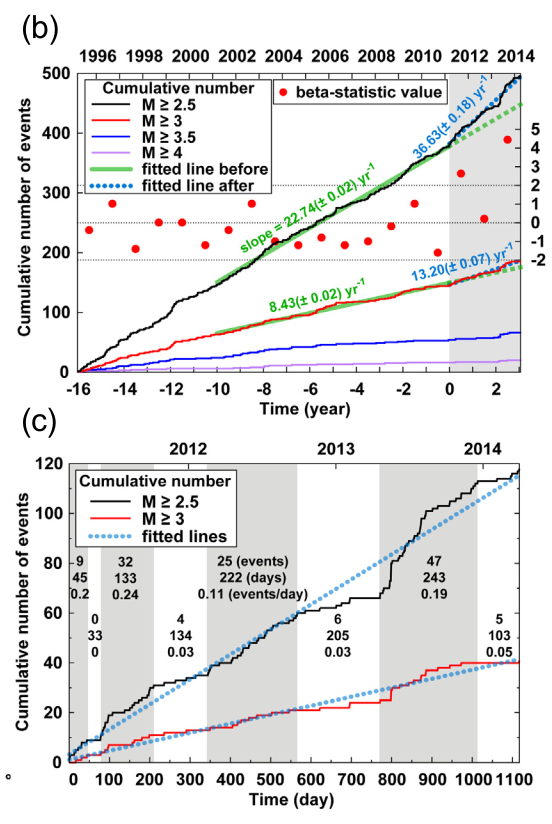 (b)
1996 1998 2000 2002 2004 2006 2008 2010 2012 2014
500
400
300
200
100
0
Cumulative number of events
Cumulative number
M ≥ 2.5
M ≥ 3
M ≥ 3.5
M ≥ 4
fitted line before
fitted line after
beta-statistic value
36.63(± 0.18) yr-1
slope = 22.74(± 0.02) yr-1
13.20(± 0.07) yr-1
8.43(± 0.02) yr-1
5
4
3
2
1
0
-1
-2
-16 -14 -12 -10 -8 -6 -4 -2 0 2
Time (year)
(c)
2012 2013 2014
120
100
80
60
40
20
0
Cumulative number of events
Cumulative number
M ≥ 2.5
M ≥ 3
fitted lines
9 32 25 (events) 47
45 133 222 (days) 243
0.2 0.24 0.11 (events/day) 0.19
0 4 6 5
33 134 205 103
0 0.03 0.03 0.05
0 100 200 300 400 500 600 700 800 900 1000 1100
Time (day)